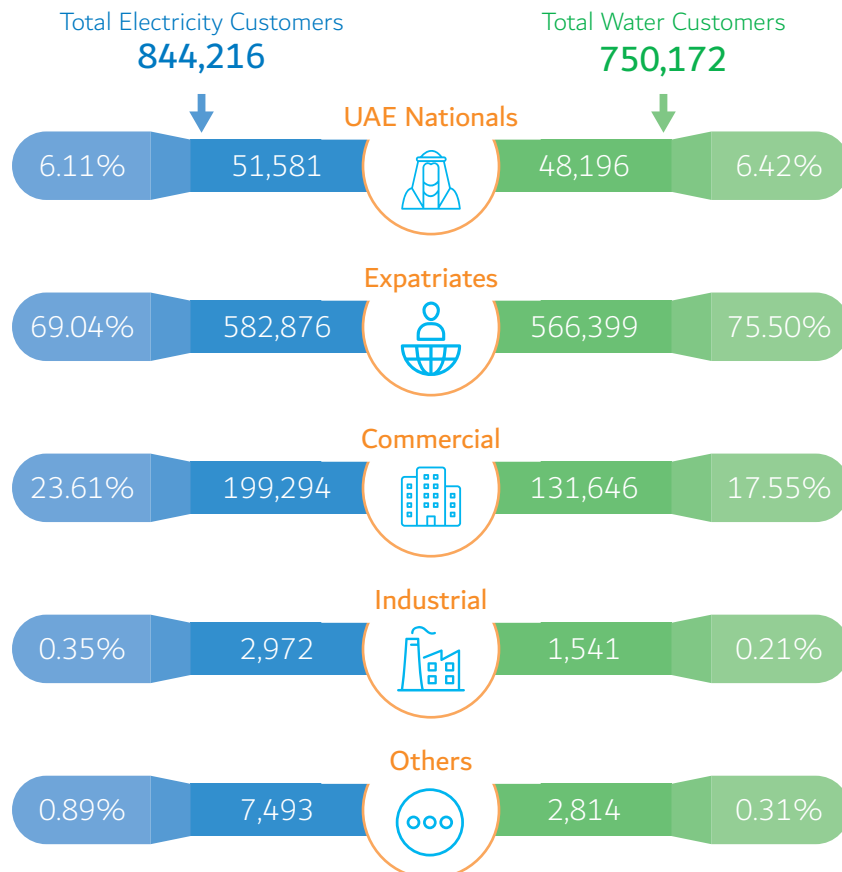 Total Electricity Customers
844,216
Total Water Customers
750,172
UAE Nationals
6.11% 51,581 48,196 6.42%
Expatriates
69.04% 582,876 566,399 75.50%
Commercial
23.61% 199,294 131,646 17.55%
Industrial
0.35% 2,972 1,541 0.21%
Others
0.89% 7,493 2,814 0.31%